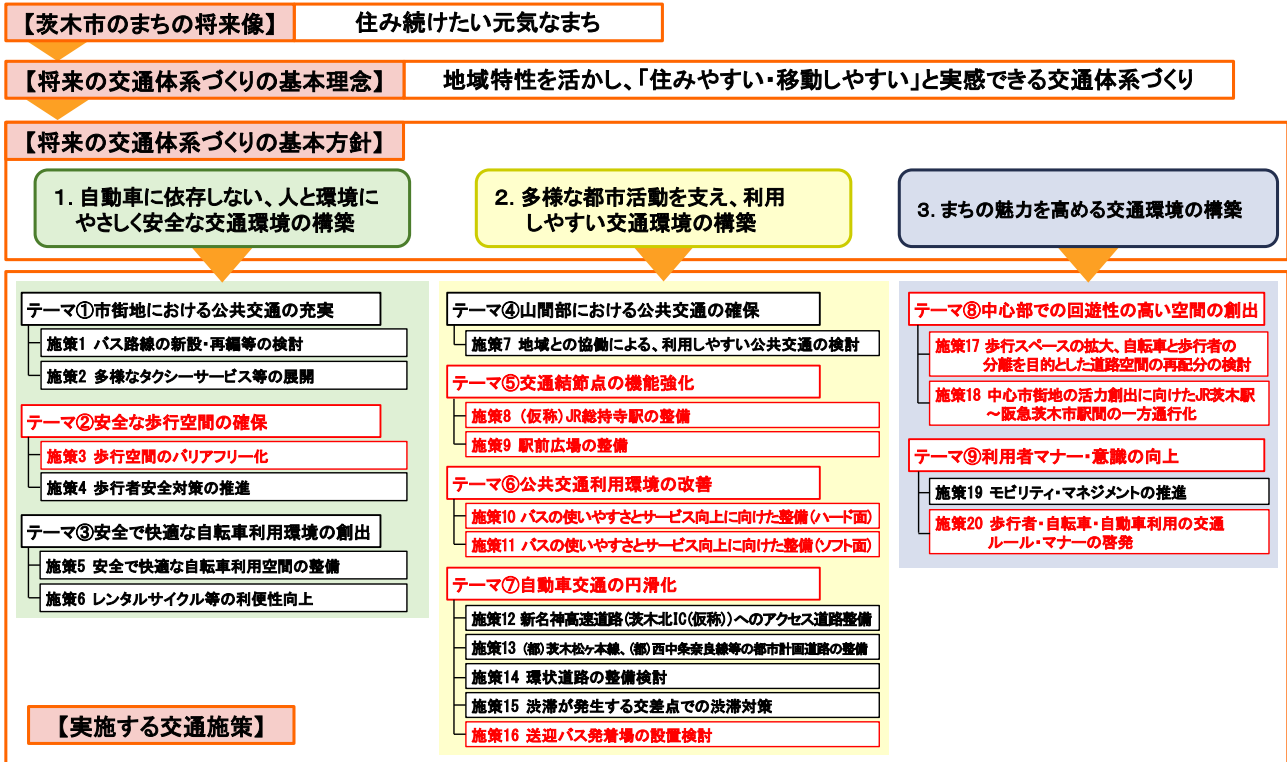 【茨木市のまちの将来像】
住み続けたい元気なまち
【将来の交通体系づくりの基本理念】
地域特性を活かし、「住みやすい・移動しやすい」と実感できる交通体系づくり
【将来の交通体系づくりの基本方針】
1. 自動車に依存しない、人と環境に
やさしく安全な交通環境の構築
2. 多様な都市活動を支え、利用
しやすい交通環境の構築
3. まちの魅力を高める交通環境の構築
テーマ①市街地における公共交通の充実
施策1 バス路線の新設・再編等の検討
施策2 多様なタクシーサービス等の展開
テーマ②安全な歩行空間の確保
施策3 歩行空間のバリアフリー化
施策4 歩行者安全対策の推進
テーマ③安全で快適な自転車利用環境の創出
施策5 安全で快適な自転車利用空間の整備
施策6 レンタルサイクル等の利便性向上
テーマ④山間部における公共交通の確保
施策7 地域との協働による、利用しやすい公共交通の検討
テーマ⑤交通結節点の機能強化
施策8 (仮称)JR総持寺駅の整備
施策9 駅前広場の整備
テーマ⑥公共交通利用環境の改善
施策10 バスの使いやすさとサービス向上に向けた整備(ハード面)
施策11 バスの使いやすさとサービス向上に向けた整備(ソフト面)
テーマ⑦自動車交通の円滑化
施策12 新名神高速道路(茨木北IC(仮称))へのアクセス道路整備
施策13 (都)茨木松ヶ本線、(都)西中条奈良線等の都市計画道路の整備
施策14 環状道路の整備検討
施策15 渋滞が発生する交差点での渋滞対策
施策16 送迎バス発着場の設置検討
テーマ⑧中心部での回遊性の高い空間の創出
施策17 歩行スペースの拡大、自転車と歩行者の
分離を目的とした道路空間の再配分の検討
施策18 中心市街地の活力創出に向けたJR茨木駅
～阪急茨木市駅間の一方通行化
テーマ⑨利用者マナー・意識の向上
施策19 モビリティ・マネジメントの推進
施策20 歩行者・自転車・自動車利用の交通
ルール・マナーの啓発
【実施する交通施策】